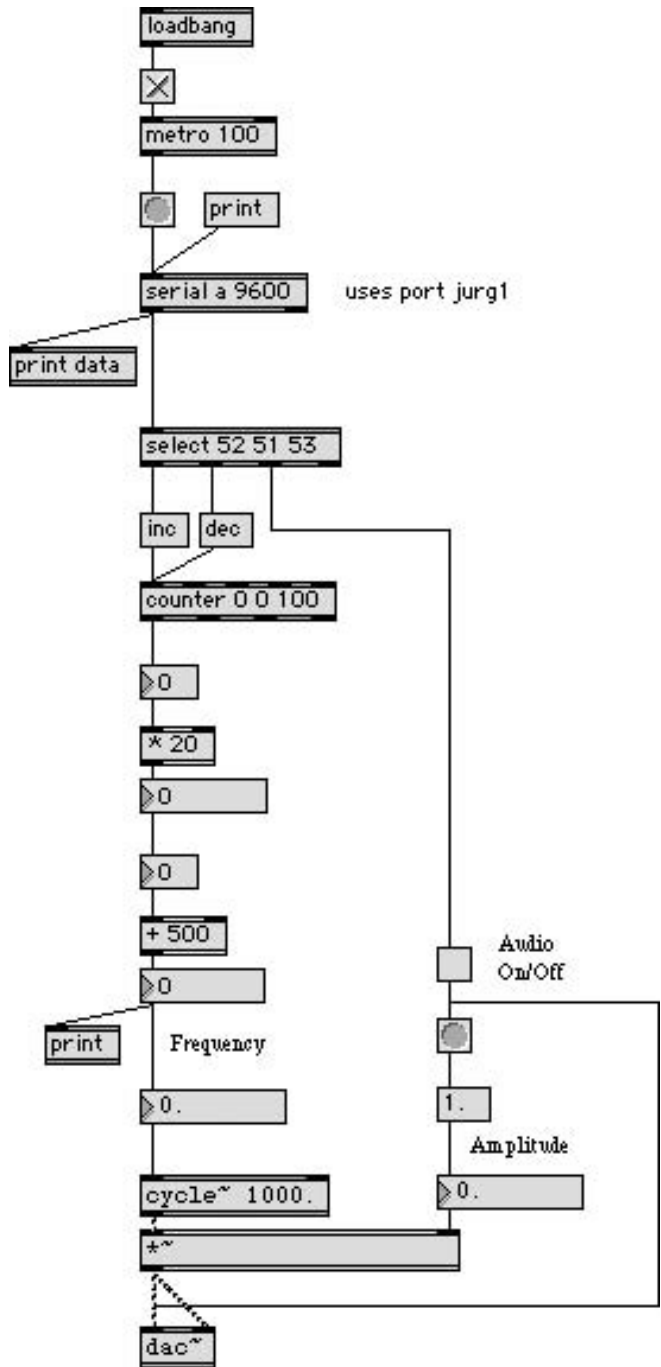 loadbang
metro 100
print
serial a 9600
uses port jurg1
print data
select 52 51 53
inc
dec
counter 0 0 100
0
* 20
0
0
+ 500
Audio
On/Off
0
print
Frequency
0.
1.
Amplitude
cycle~ 1000.
0.
*~
dac~